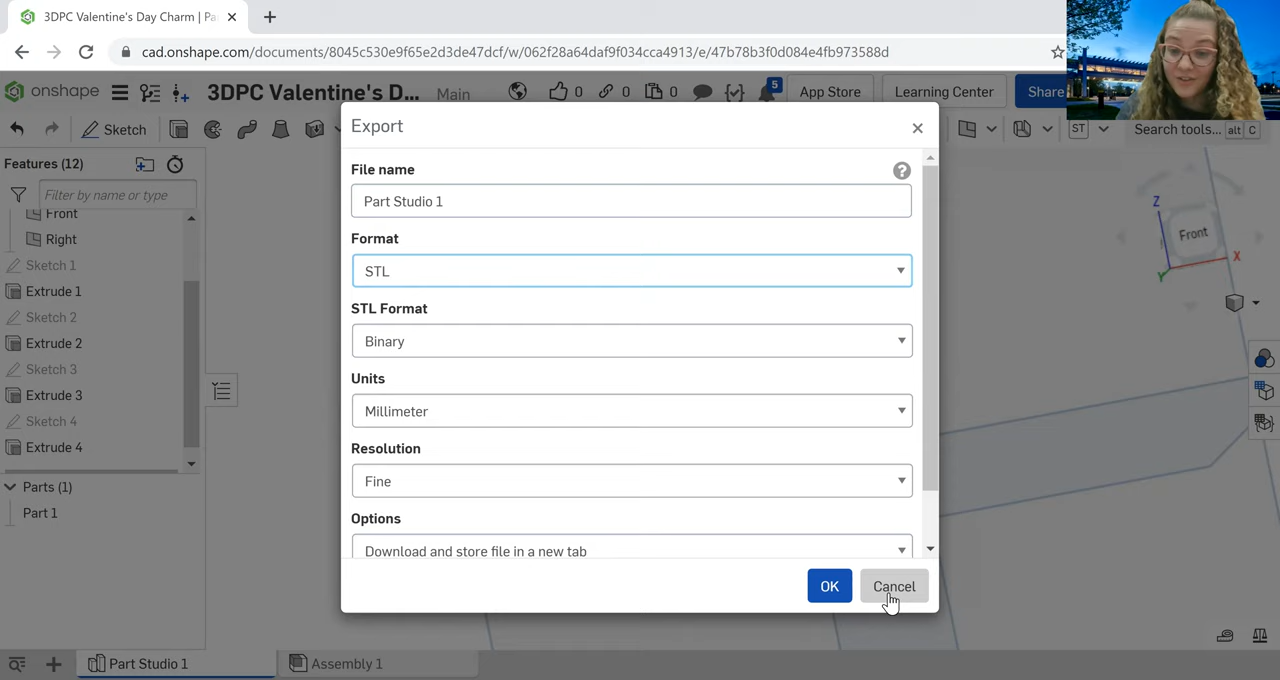 3DPC Valentine's Day Charm | Pa
cad.onshape.com/documents/8045c530e9f65e2d3de47dcf/w/062f28a64daf9f034cca4913/e/47b78b3f0d084e4fb973588d
onshape
3DPC Valentine's D...
Main
0
0
0
5
App Store
Learning Center
Share
Sketch
ST
Search tools...
alt
C
Features (12)
Filter by name or type
Front
Right
Sketch 1
Extrude 1
Sketch 2
Extrude 2
Sketch 3
Extrude 3
Sketch 4
Extrude 4
Parts (1)
Part 1
Export
File name
?
Part Studio 1
Format
STL
STL Format
Binary
Units
Millimeter
Resolution
Fine
Options
Download and store file in a new tab
OK
Cancel
Z
Front
X
Y
Part Studio 1
Assembly 1